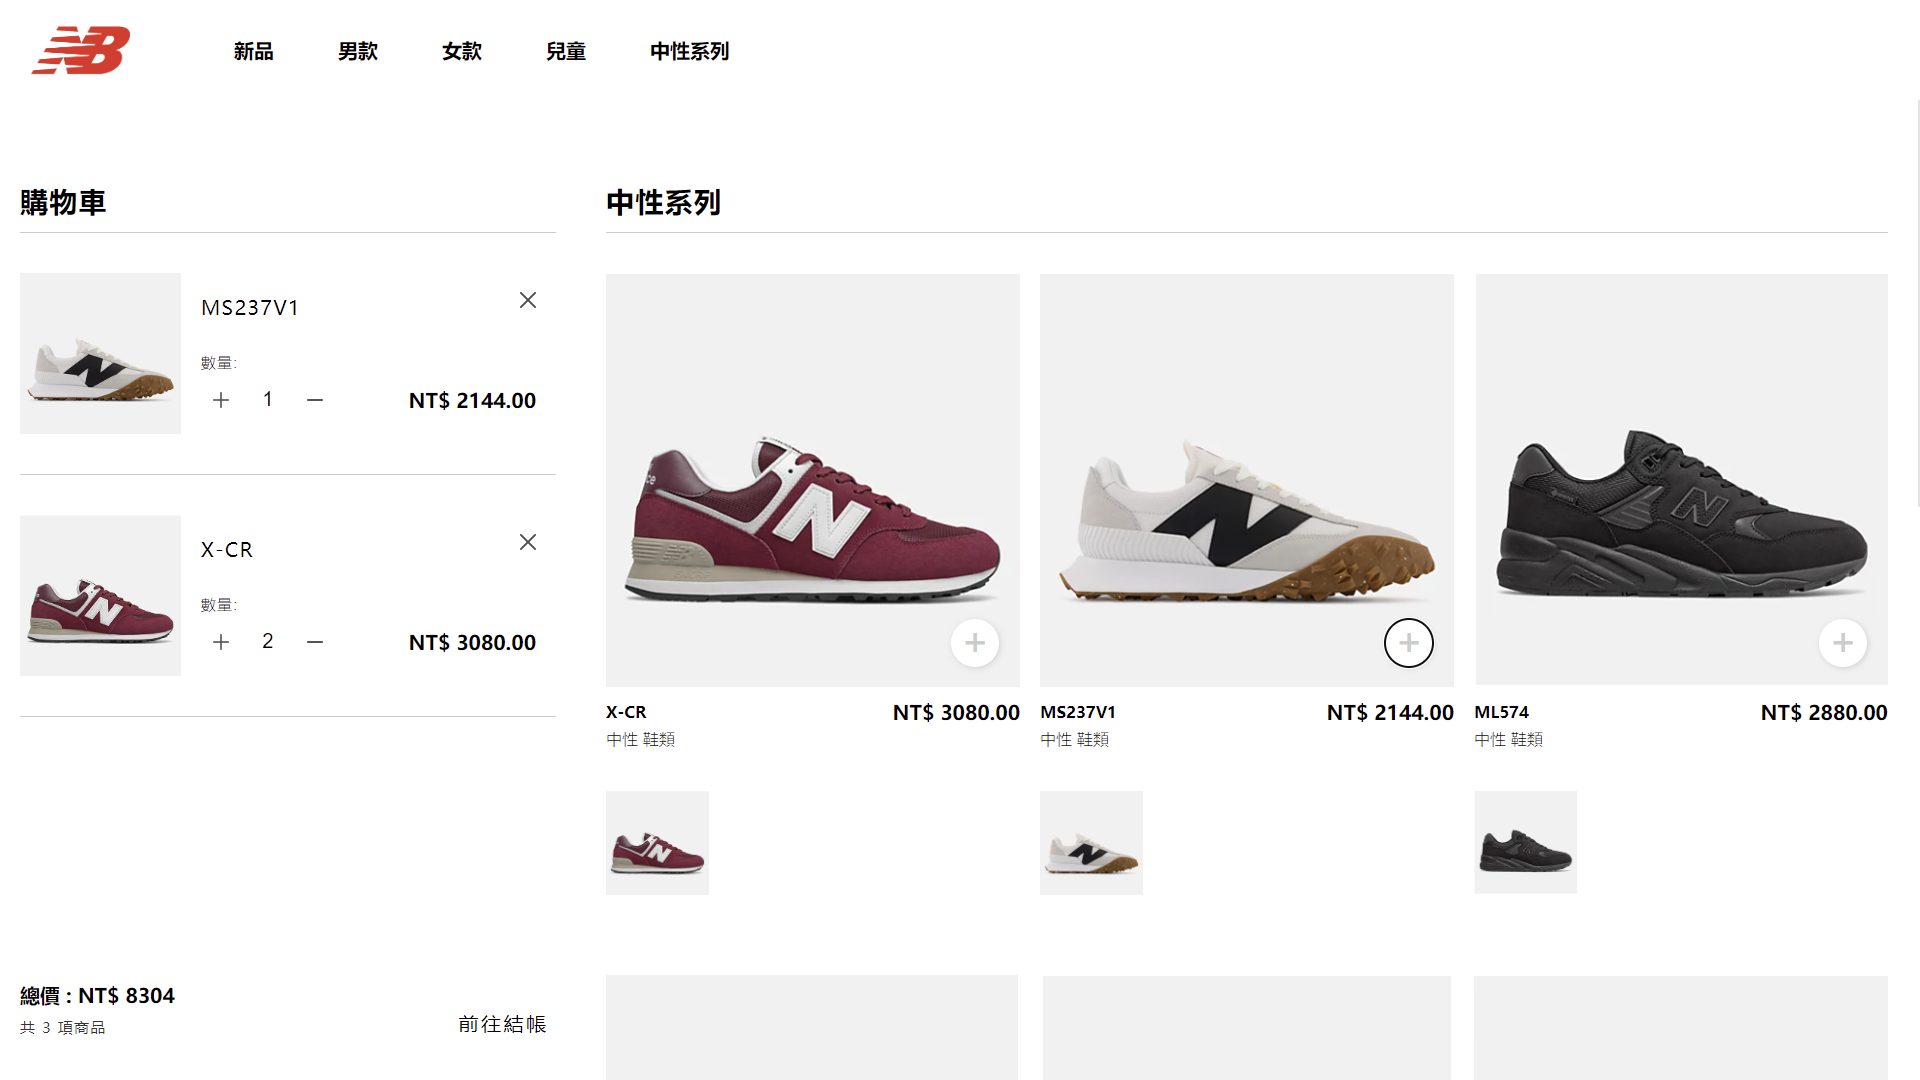 新品 男款 女款 兒童 中性系列
購物車
MS237V1
數量:
1
NT$ 2144.00
X-CR
數量:
2
NT$ 3080.00
總價 : NT$ 8304
共 3 項商品
前往結帳
中性系列
X-CR NT$ 3080.00
中性 鞋類
MS237V1 NT$ 2144.00
中性 鞋類
ML574 NT$ 2880.00
中性 鞋類